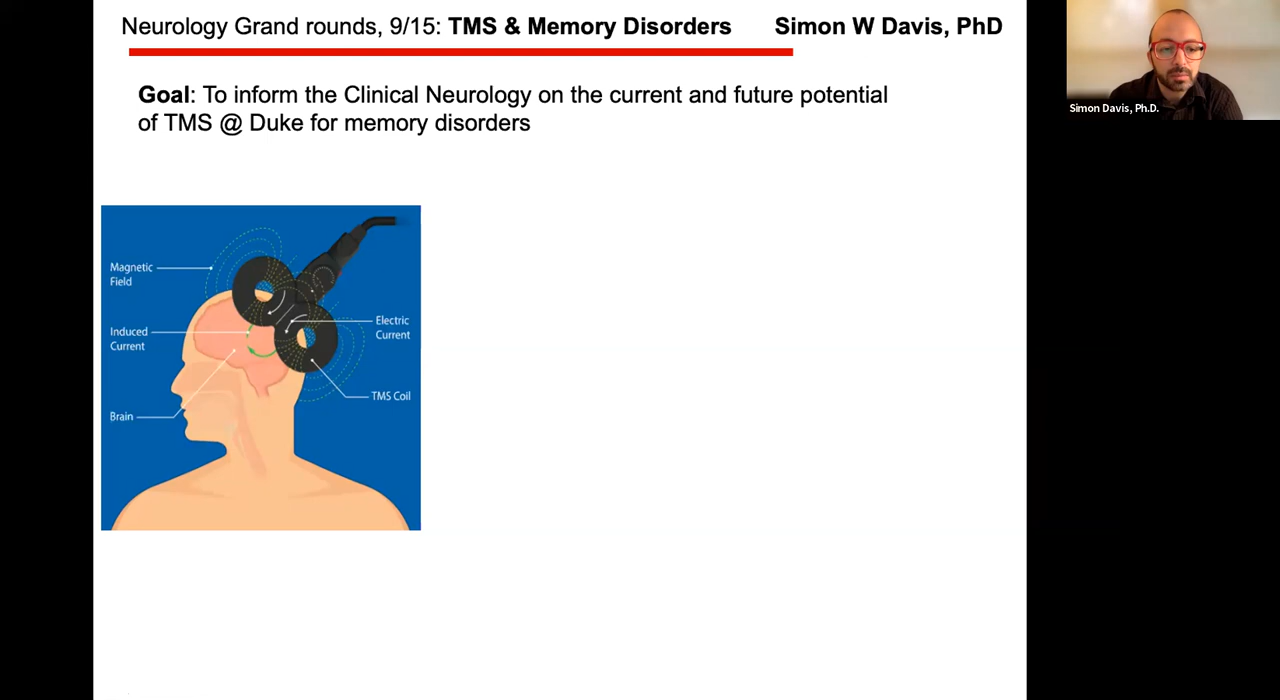 Neurology Grand rounds, 9/15: TMS & Memory Disorders Simon W Davis, PhD
Simon Davis, Ph.D.
Goal: To inform the Clinical Neurology on the current and future potential
of TMS @ Duke for memory disorders
Magnetic
Field
Induced
Current
Electric
Current
TMS Coil
Brain